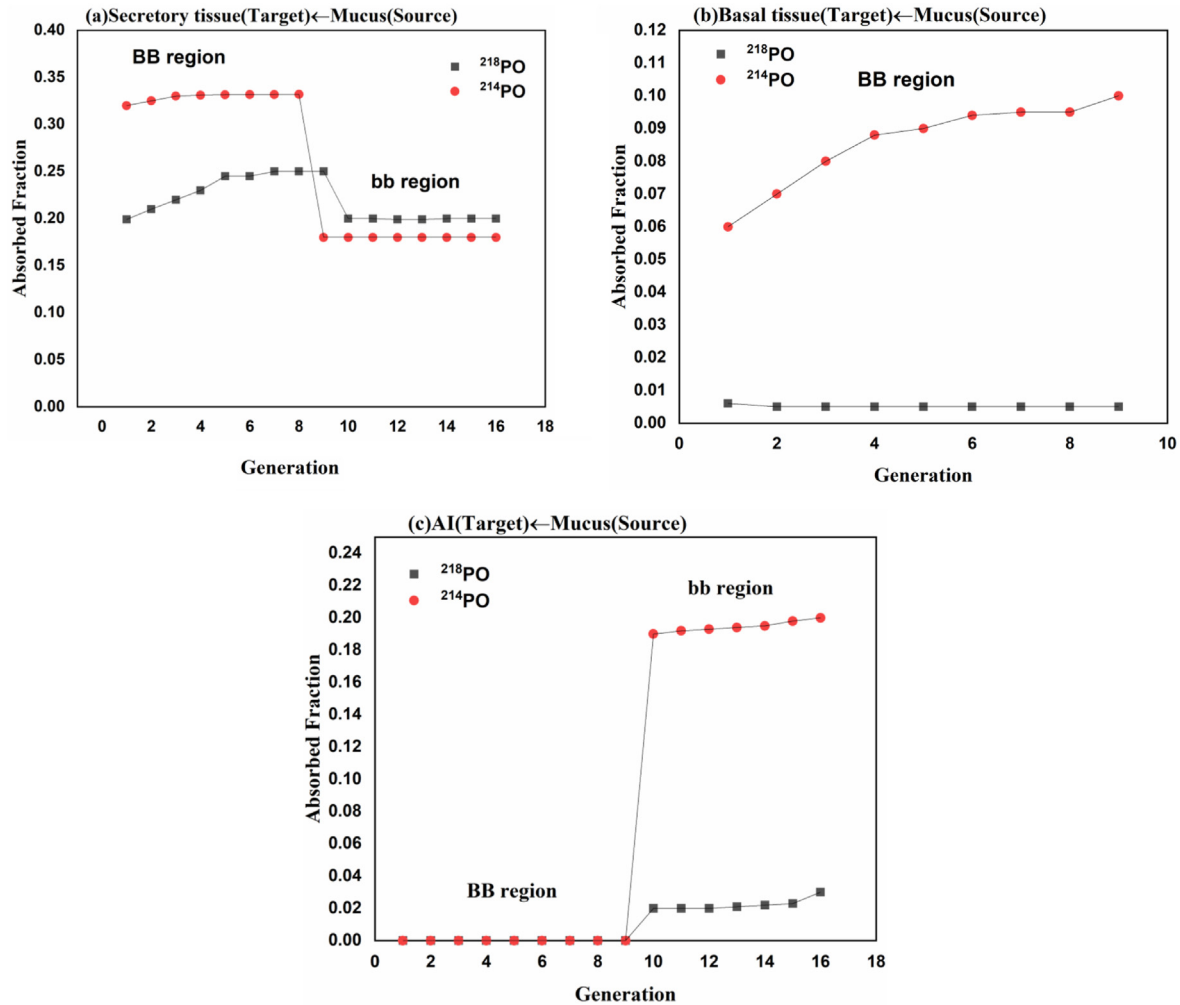 (a)Secretory tissue(Target)←Mucus(Source)
0.40
0.35
0.30
0.25
0.20
0.15
0.10
0.05
0.00
Absorbed Fraction
BB region
218PO
214PO
bb region
0 2 4 6 8 10 12 14 16 18
Generation
(b)Basal tissue(Target)←Mucus(Source)
0.12
0.11
0.10
0.09
0.08
0.07
0.06
0.05
0.04
0.03
0.02
0.01
0.00
Absorbed Fraction
218PO
214PO
BB region
0 2 4 6 8 10
Generation
(c)AI(Target)←Mucus(Source)
0.24
0.22
0.20
0.18
0.16
0.14
0.12
0.10
0.08
0.06
0.04
0.02
0.00
Absorbed Fraction
218PO
214PO
bb region
BB region
0 2 4 6 8 10 12 14 16 18
Generation